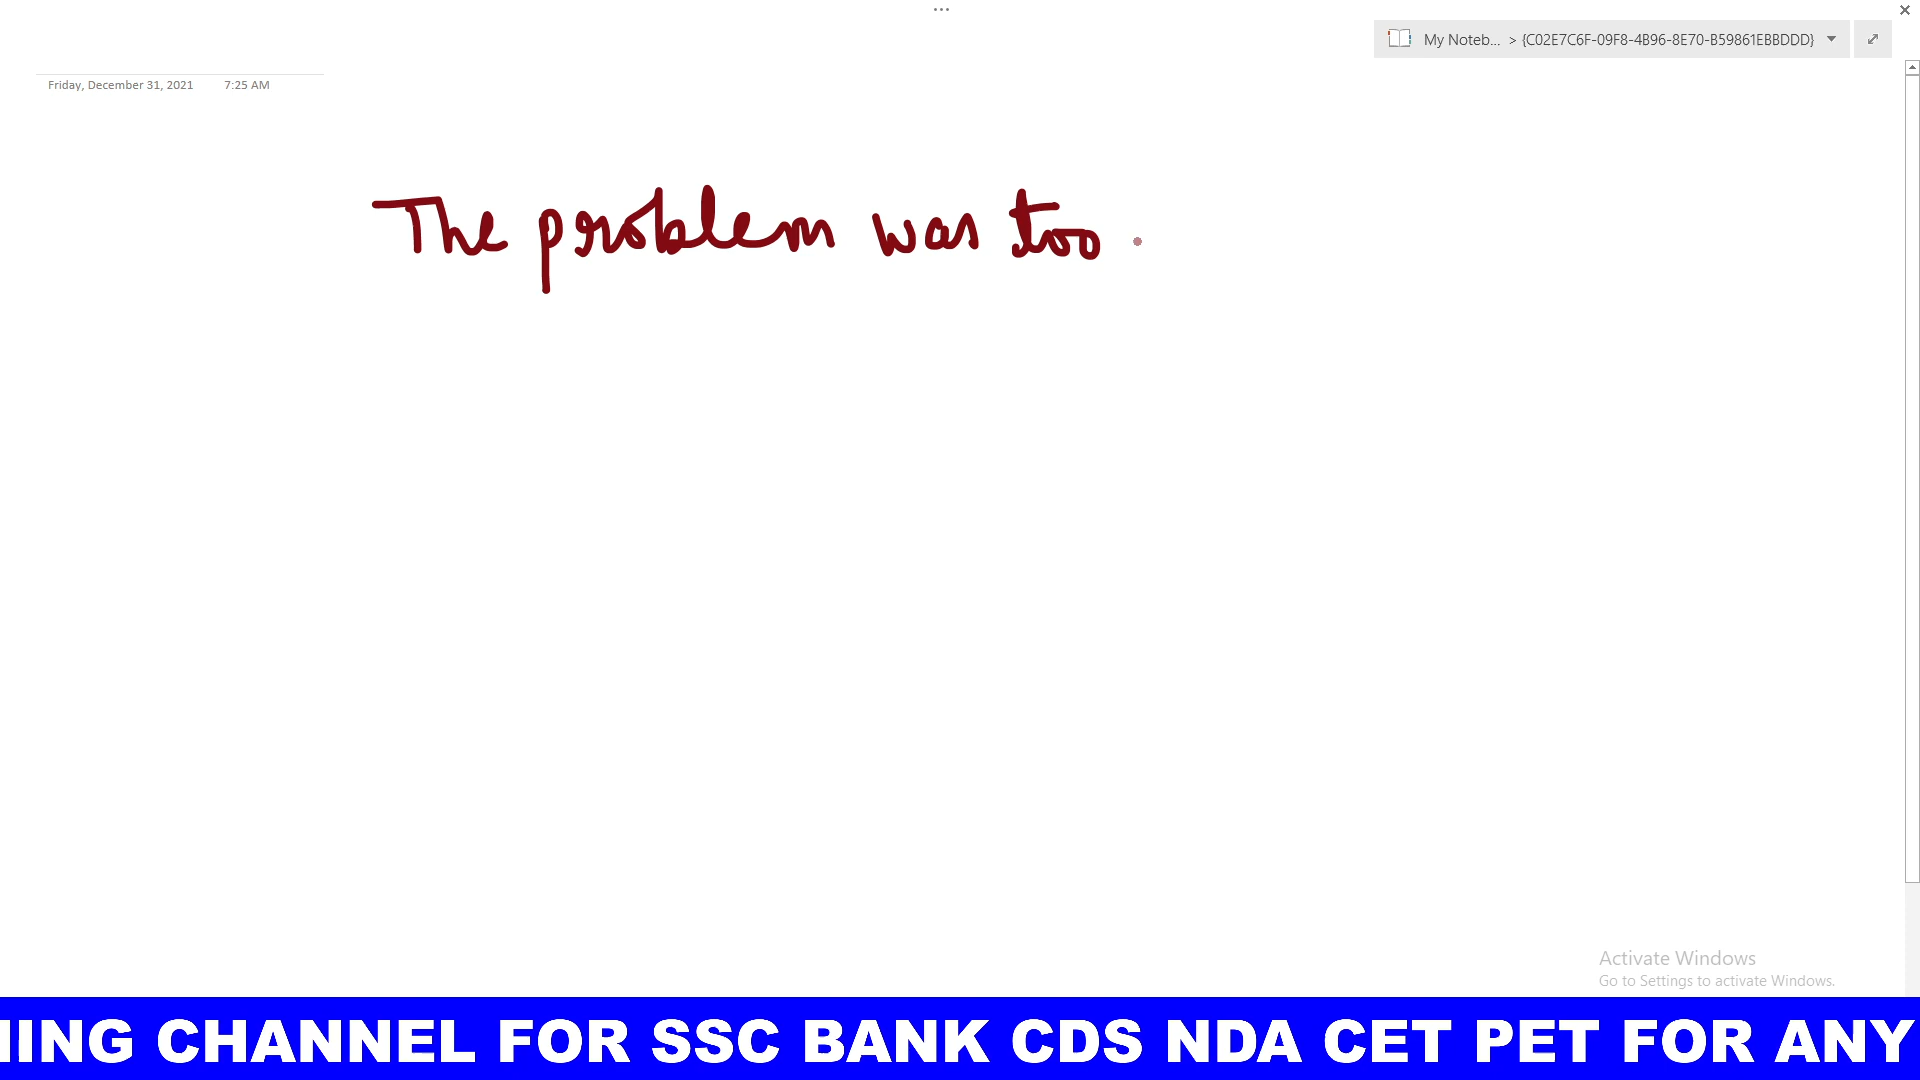 ...
My Noteb... > {C02E7C6F-09F8-4B96-8E70-B59861EBBDDD}
Friday, December 31, 2021 7:25 AM
The problem was too
Activate Windows
Go to Settings to activate Windows.
NING CHANNEL FOR SSC BANK CDS NDA CET PET FOR ANY